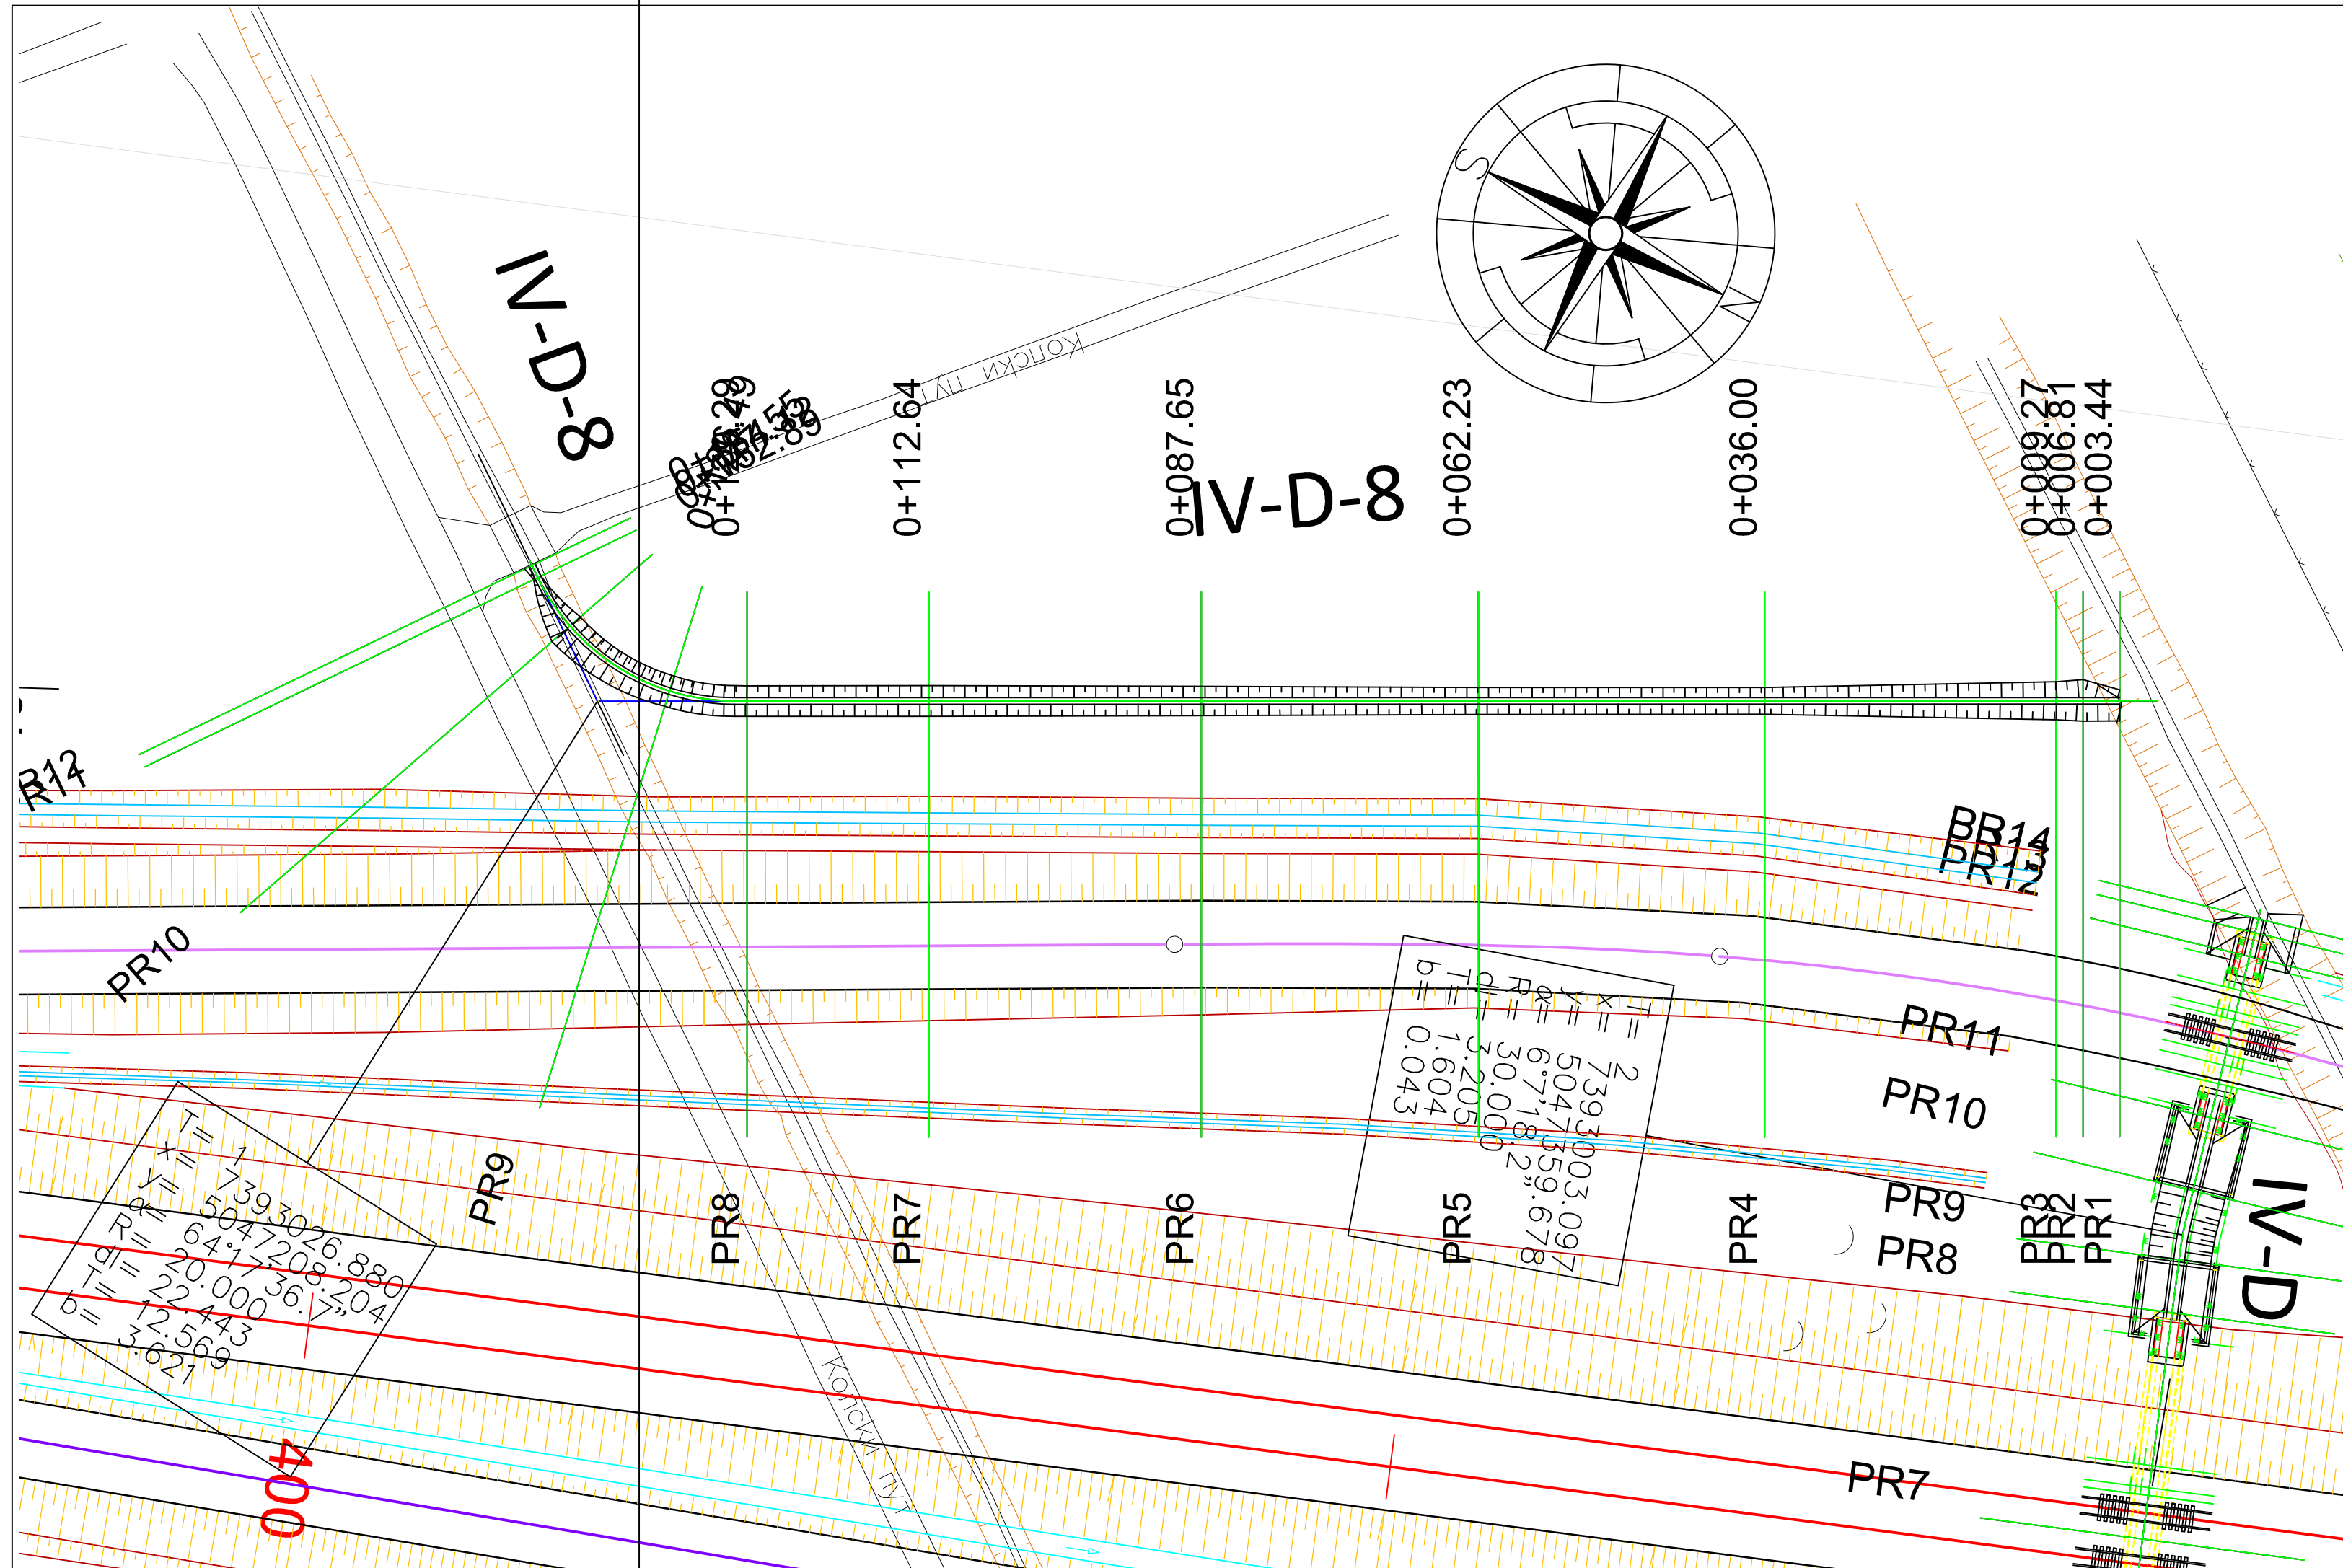 S
N
IV-D-8
Колски пут
0+112.64
0+087.65
IV-D-8
0+062.23
0+036.00
0+009.27
0+006.81
0+003.44
PR12
PR10
BR14
PR13
PR12
PR11
PR10
PR9
PR8
PR7
T= 2
x= 7393003.097
y= 5047359.678
α= 6°7'18.2"
R= 30.000
d= 3.205
T= 1.604
b= 0.043
T= 1
x= 7393026.880
y= 5047208.204
α= 64°17'36.7"
R= 20.000
d= 22.443
T= 12.569
b= 3.621
PR9
PR8
PR7
PR6
PR5
PR4
PR3
PR2
PR1
IV-D
Колски пут
400